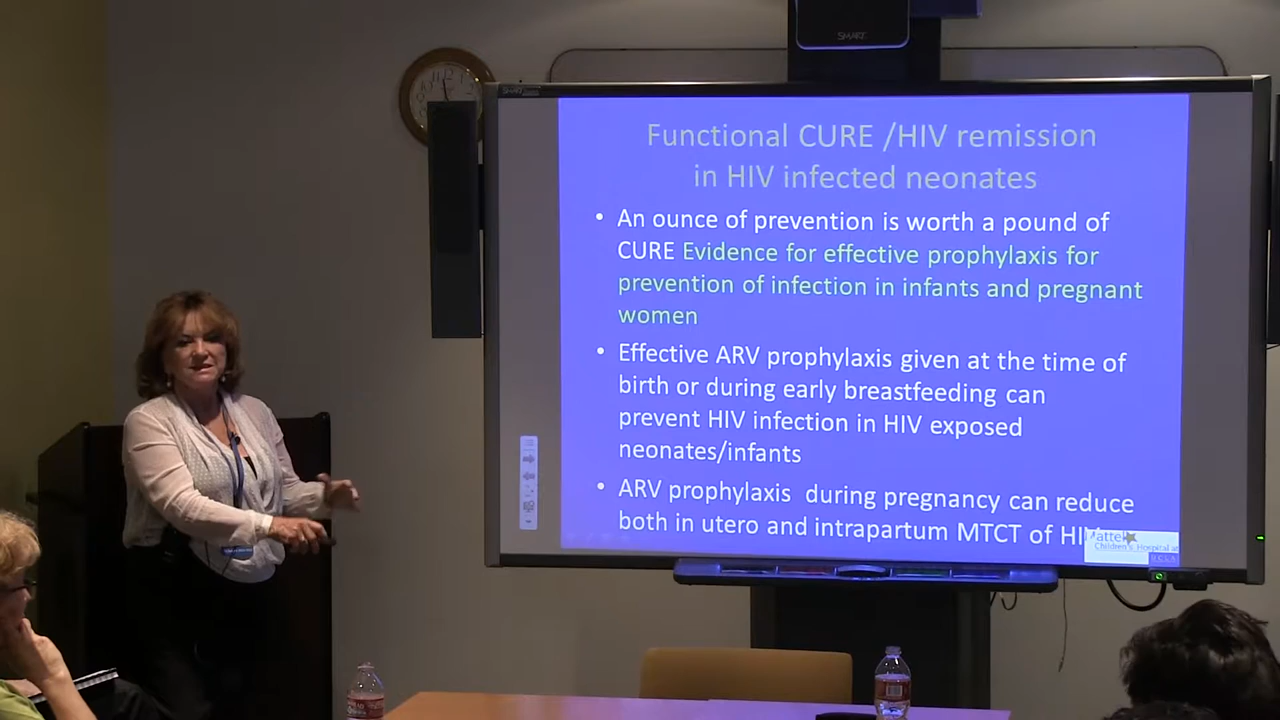 SMART
SMART
Functional CURE /HIV remission
in HIV infected neonates
• An ounce of prevention is worth a pound of
CURE Evidence for effective prophylaxis for
prevention of infection in infants and pregnant
women
• Effective ARV prophylaxis given at the time of
birth or during early breastfeeding can
prevent HIV infection in HIV exposed
neonates/infants
• ARV prophylaxis  during pregnancy can reduce
both in utero and intrapartum MTCT of HIV
Mattel
Children's Hospital at
UCLA